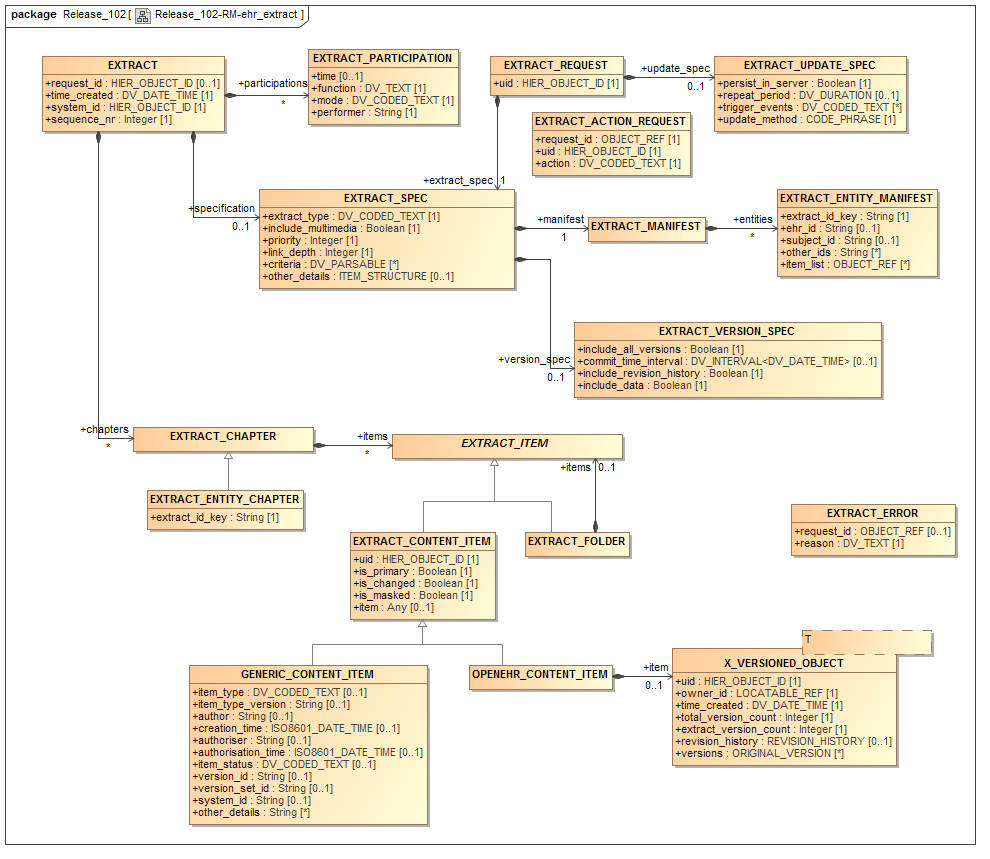 package Release_102 [ Release_102-RM-ehr_extract ]
EXTRACT
+request_id : HIER_OBJECT_ID [0..1]
+time_created : DV_DATE_TIME [1]
+system_id : HIER_OBJECT_ID [1]
+sequence_nr : Integer [1]
+participations
*
EXTRACT_PARTICIPATION
+time [0..1]
+function : DV_TEXT [1]
+mode : DV_CODED_TEXT [1]
+performer : String [1]
EXTRACT_REQUEST
+uid : HIER_OBJECT_ID [1]
+update_spec
0..1
EXTRACT_UPDATE_SPEC
+persist_in_server : Boolean [1]
+repeat_period : DV_DURATION [0..1]
+trigger_events : DV_CODED_TEXT [*]
+update_method : CODE_PHRASE [1]
EXTRACT_ACTION_REQUEST
+request_id : OBJECT_REF [1]
+uid : HIER_OBJECT_ID [1]
+action : DV_CODED_TEXT [1]
+extract_spec
1
+specification
0..1
EXTRACT_SPEC
+extract_type : DV_CODED_TEXT [1]
+include_multimedia : Boolean [1]
+priority : Integer [1]
+link_depth : Integer [1]
+criteria : DV_PARSABLE [*]
+other_details : ITEM_STRUCTURE [0..1]
+manifest
1
EXTRACT_MANIFEST
+entities
*
EXTRACT_ENTITY_MANIFEST
+extract_id_key : String [1]
+ehr_id : String [0..1]
+subject_id : String [0..1]
+other_ids : String [*]
+item_list : OBJECT_REF [*]
+version_spec
0..1
EXTRACT_VERSION_SPEC
+include_all_versions : Boolean [1]
+commit_time_interval : DV_INTERVAL<DV_DATE_TIME> [0..1]
+include_revision_history : Boolean [1]
+include_data : Boolean [1]
+chapters
*
EXTRACT_CHAPTER
+items
*
EXTRACT_ITEM
+items
0..1
EXTRACT_ENTITY_CHAPTER
+extract_id_key : String [1]
EXTRACT_CONTENT_ITEM
+uid : HIER_OBJECT_ID [1]
+is_primary : Boolean [1]
+is_changed : Boolean [1]
+is_masked : Boolean [1]
+item : Any [0..1]
EXTRACT_FOLDER
EXTRACT_ERROR
+request_id : OBJECT_REF [0..1]
+reason : DV_TEXT [1]
GENERIC_CONTENT_ITEM
+item_type : DV_CODED_TEXT [0..1]
+item_type_version : String [0..1]
+author : String [0..1]
+creation_time : ISO8601_DATE_TIME [0..1]
+authoriser : String [0..1]
+authorisation_time : ISO8601_DATE_TIME [0..1]
+item_status : DV_CODED_TEXT [0..1]
+version_id : String [0..1]
+version_set_id : String [0..1]
+system_id : String [0..1]
+other_details : String [*]
OPENEHR_CONTENT_ITEM
+item
0..1
T
X_VERSIONED_OBJECT
+uid : HIER_OBJECT_ID [1]
+owner_id : LOCATABLE_REF [1]
+time_created : DV_DATE_TIME [1]
+total_version_count : Integer [1]
+extract_version_count : Integer [1]
+revision_history : REVISION_HISTORY [0..1]
+versions : ORIGINAL_VERSION [*]